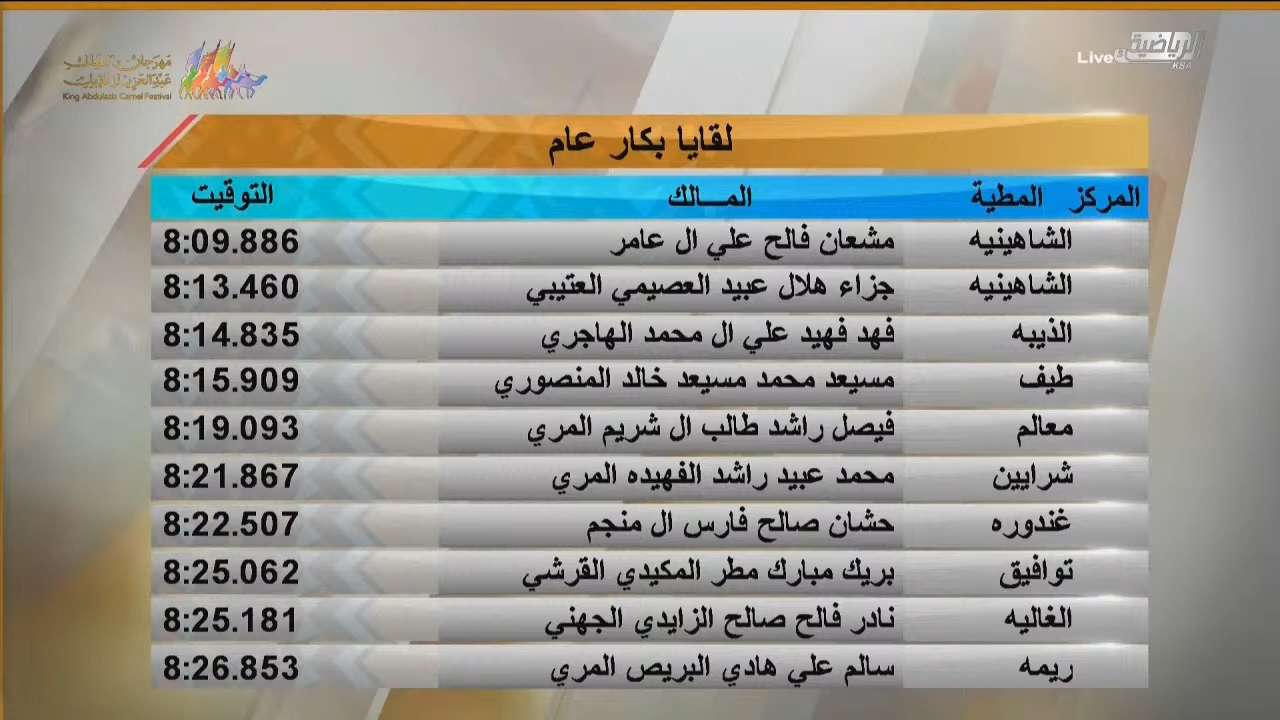 مهرجان الملك
عبدالعزيز للإبل
King Abdulaziz Camel Festival
Live
الرياضية
KSA
لقايا بكار عام
المركز المطية المـــالك التوقيت
الشاهينيه مشعان فالح علي ال عامر 8:09.886
الشاهينيه جزاء هلال عبيد العصيمي العتيبي 8:13.460
الذيبه فهد فهيد علي ال محمد الهاجري 8:14.835
طيف مسيعد محمد مسيعد خالد المنصوري 8:15.909
معالم فيصل راشد طالب ال شريم المري 8:19.093
شرايين محمد عبيد راشد الفهيده المري 8:21.867
غندوره حشان صالح فارس ال منجم 8:22.507
توافيق بريك مبارك مطر المكيدي القرشي 8:25.062
الغاليه نادر فالح صالح الزايدي الجهني 8:25.181
ريمه سالم علي هادي البريص المري 8:26.853